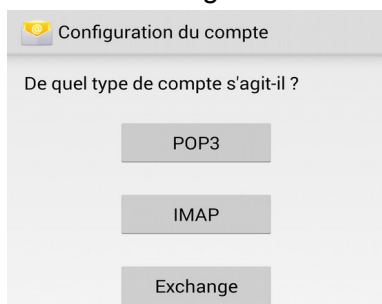 Configuration du compte
De quel type de compte s'agit-il ?
POP3
IMAP
Exchange